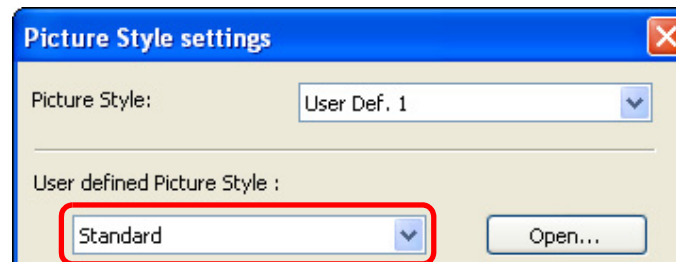 Picture Style settings
Picture Style: User Def. 1
User defined Picture Style :
Standard Open...